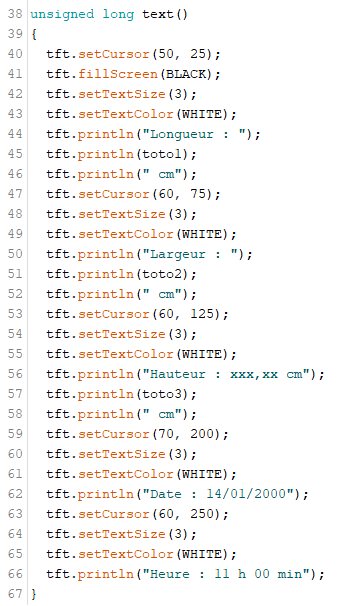 38 unsigned long text()
39 {
40   tft.setCursor(50, 25);
41   tft.fillScreen(BLACK);
42   tft.setTextSize(3);
43   tft.setTextColor(WHITE);
44   tft.println("Longueur : ");
45   tft.println(toto1);
46   tft.println(" cm");
47   tft.setCursor(60, 75);
48   tft.setTextSize(3);
49   tft.setTextColor(WHITE);
50   tft.println("Largeur : ");
51   tft.println(toto2);
52   tft.println(" cm");
53   tft.setCursor(60, 125);
54   tft.setTextSize(3);
55   tft.setTextColor(WHITE);
56   tft.println("Hauteur : xxx,xx cm");
57   tft.println(toto3);
58   tft.println(" cm");
59   tft.setCursor(70, 200);
60   tft.setTextSize(3);
61   tft.setTextColor(WHITE);
62   tft.println("Date : 14/01/2000");
63   tft.setCursor(60, 250);
64   tft.setTextSize(3);
65   tft.setTextColor(WHITE);
66   tft.println("Heure : 11 h 00 min");
67 }